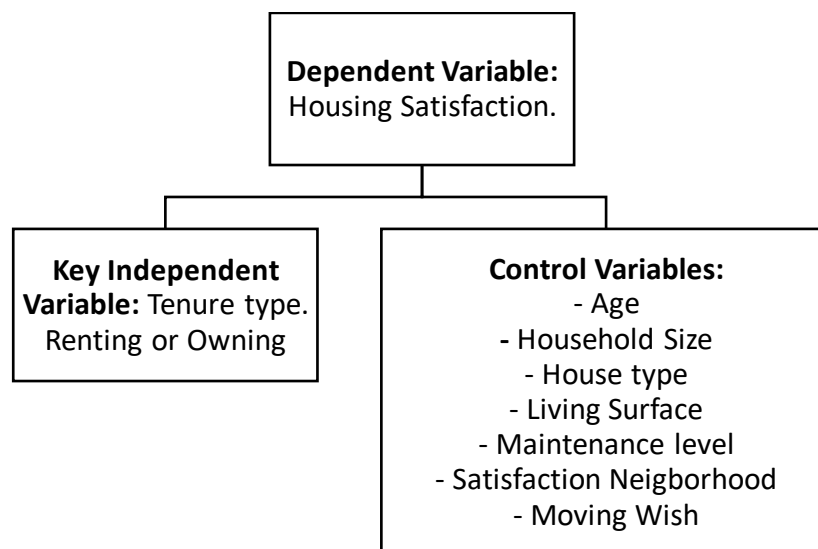 Dependent Variable:
Housing Satisfaction.
Key Independent
Variable: Tenure type.
Renting or Owning
Control Variables:
- Age
- Household Size
- House type
- Living Surface
- Maintenance level
- Satisfaction Neigborhood
- Moving Wish